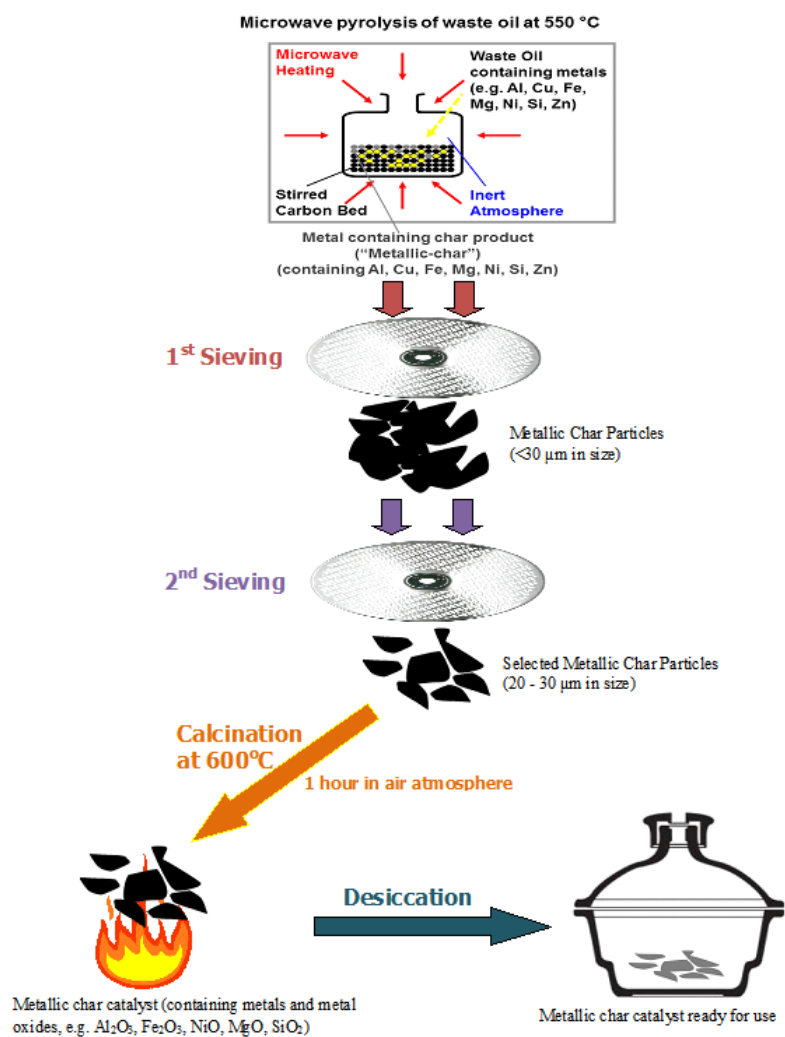 Microwave pyrolysis of waste oil at 550 °C
Microwave
Heating
Waste Oil
containing metals
(e.g. Al, Cu, Fe,
Mg, Ni, Si, Zn)
Stirred
Carbon Bed
Inert
Atmosphere
Metal containing char product
(“Metallic-char”)
(containing Al, Cu, Fe, Mg, Ni, Si, Zn)
1st Sieving
Metallic Char Particles
(<30 µm in size)
2nd Sieving
Selected Metallic Char Particles
(20 - 30 µm in size)
Calcination
at 600°C
1 hour in air atmosphere
Desiccation
Metallic char catalyst (containing metals and metal
oxides, e.g. Al₂O₃, Fe₂O₃, NiO, MgO, SiO₂)
Metallic char catalyst ready for use